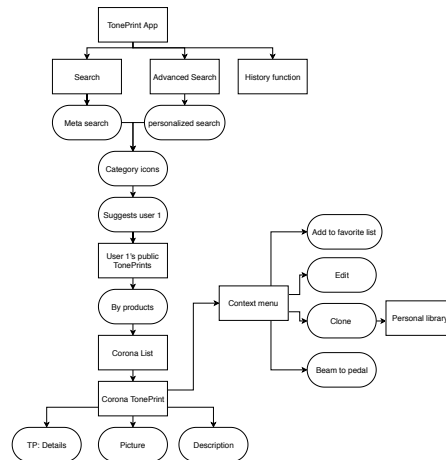 TonePrint App
Search
Advanced Search
History function
Meta search
personalized search
Category icons
Suggests user 1
User 1's public
TonePrints
By products
Corona List
Corona TonePrint
TP: Details
Picture
Description
Context menu
Add to favorite list
Edit
Clone
Personal library
Beam to pedal